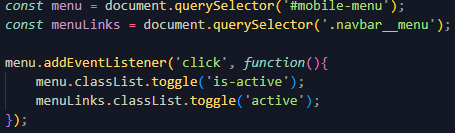 const menu = document.querySelector('#mobile-menu');
const menuLinks = document.querySelector('.navbar__menu');
menu.addEventListener('click', function(){
menu.classList.toggle('is-active');
menuLinks.classList.toggle('active');
});